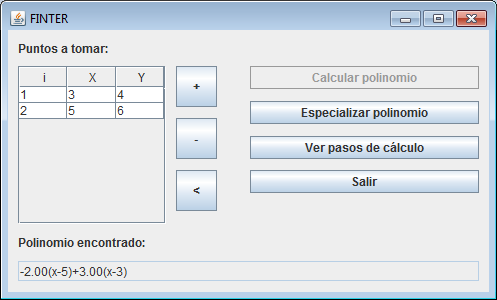 FINTER
Puntos a tomar:
i X Y
1 3 4
2 5 6
+
-
<
Calcular polinomio
Especializar polinomio
Ver pasos de cálculo
Salir
Polinomio encontrado:
-2.00(x-5)+3.00(x-3)